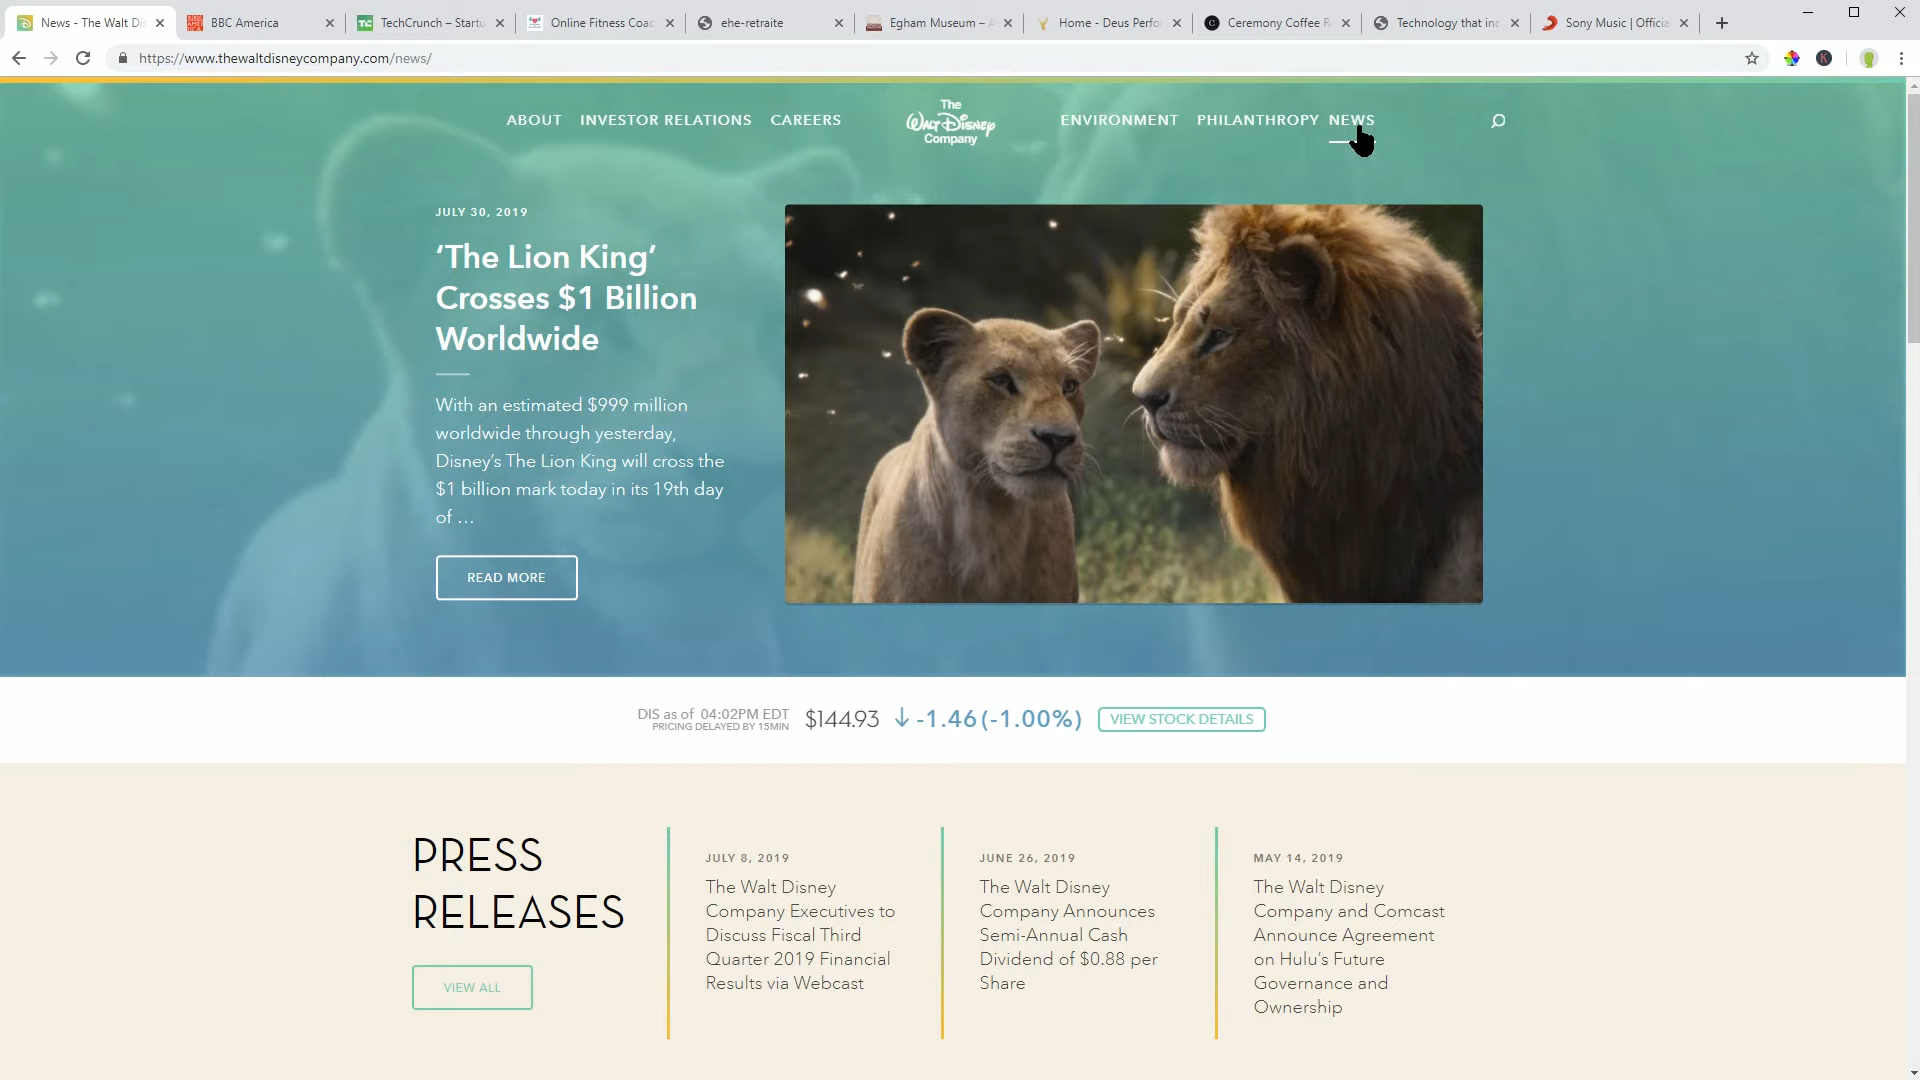 News - The Walt Dis
BBC America
TechCrunch – Startu
Online Fitness Coac
ehe-retraite
Egham Museum – A
Home - Deus Perfo
Ceremony Coffee R
Technology that inc
Sony Music | Officia
https://www.thewaltdisneycompany.com/news/
ABOUT
INVESTOR RELATIONS
CAREERS
The
Walt Disney
Company
ENVIRONMENT
PHILANTHROPY
NEWS
JULY 30, 2019
‘The Lion King’
Crosses $1 Billion
Worldwide
With an estimated $999 million
worldwide through yesterday,
Disney’s The Lion King will cross the
$1 billion mark today in its 19th day
of …
READ MORE
DIS as of 04:02PM EDT
PRICING DELAYED BY 15MIN
$144.93
-1.46 (-1.00%)
VIEW STOCK DETAILS
PRESS
RELEASES
VIEW ALL
JULY 8, 2019
The Walt Disney
Company Executives to
Discuss Fiscal Third
Quarter 2019 Financial
Results via Webcast
JUNE 26, 2019
The Walt Disney
Company Announces
Semi-Annual Cash
Dividend of $0.88 per
Share
MAY 14, 2019
The Walt Disney
Company and Comcast
Announce Agreement
on Hulu’s Future
Governance and
Ownership